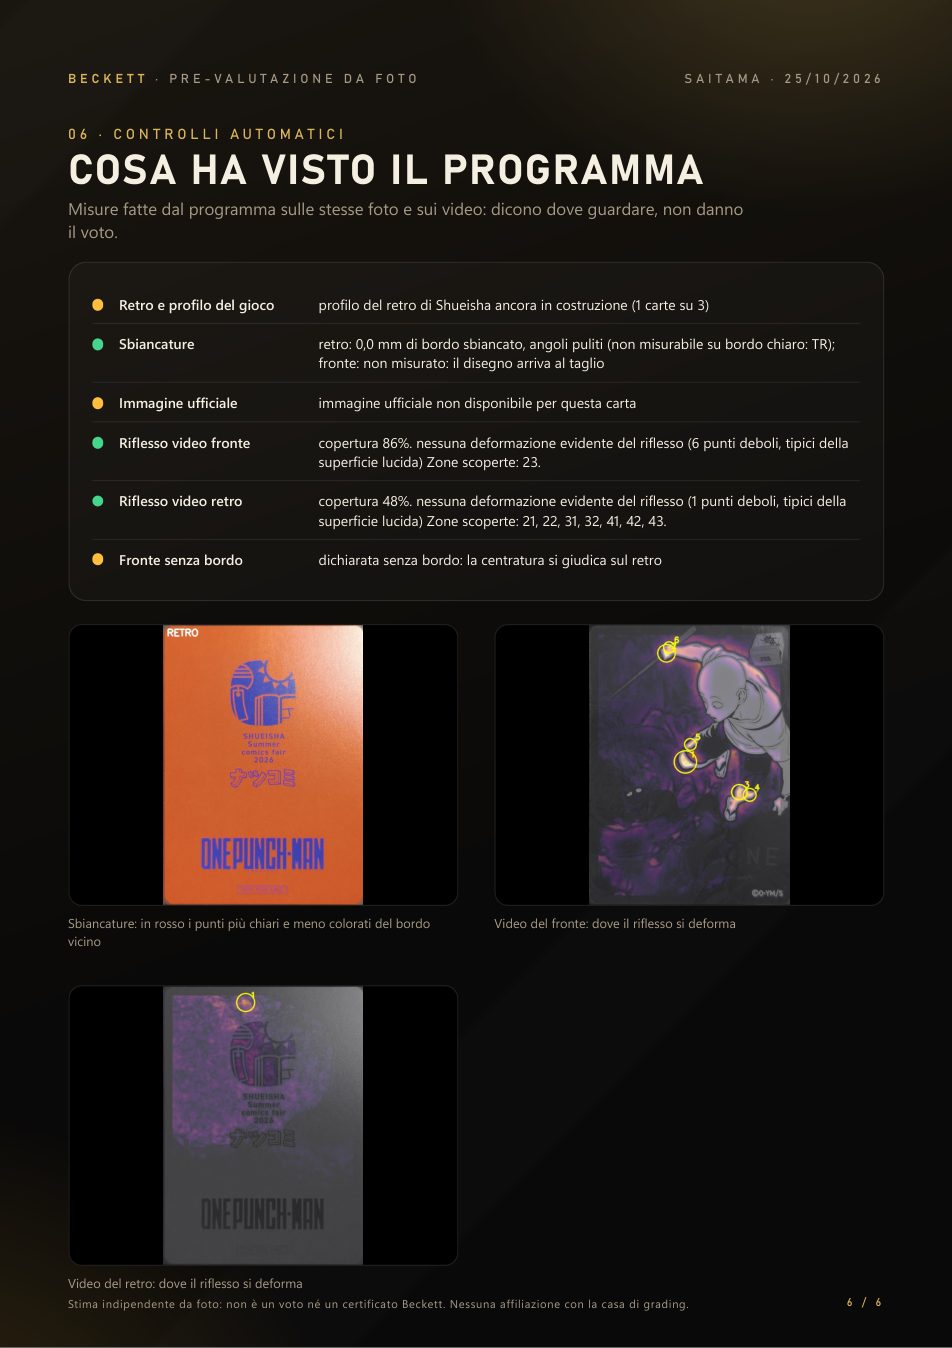 BECKETT · PRE-VALUTAZIONE DA FOTO
SAITAMA · 25/10/2026
06 · CONTROLLI AUTOMATICI
COSA HA VISTO IL PROGRAMMA
Misure fatte dal programma sulle stesse foto e sui video: dicono dove guardare, non danno
il voto.
Retro e profilo del gioco
profilo del retro di Shueisha ancora in costruzione (1 carte su 3)
Sbiancature
retro: 0,0 mm di bordo sbiancato, angoli puliti (non misurabile su bordo chiaro: TR);
fronte: non misurato: il disegno arriva al taglio
Immagine ufficiale
immagine ufficiale non disponibile per questa carta
Riflesso video fronte
copertura 86%. nessuna deformazione evidente del riflesso (6 punti deboli, tipici della
superficie lucida) Zone scoperte: 23.
Riflesso video retro
copertura 48%. nessuna deformazione evidente del riflesso (1 punti deboli, tipici della
superficie lucida) Zone scoperte: 21, 22, 31, 32, 41, 42, 43.
Fronte senza bordo
dichiarata senza bordo: la centratura si giudica sul retro
RETRO
SHUEISHA
Summer
comics fair
2026
ナツコミ
ONE PUNCH-MAN
6
5
3
4
NE
©O·YM/S
Sbiancature: in rosso i punti più chiari e meno colorati del bordo
vicino
Video del fronte: dove il riflesso si deforma
1
SHUEISHA
Summer
comics fair
2026
ナツコミ
ONE PUNCH-MAN
Video del retro: dove il riflesso si deforma
Stima indipendente da foto: non è un voto né un certificato Beckett. Nessuna affiliazione con la casa di grading.
6 / 6